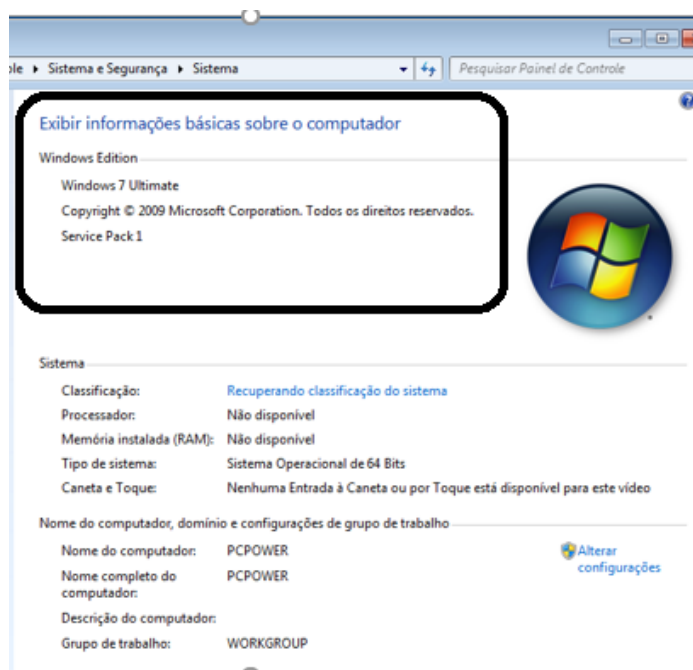 Sistema e Segurança Sistema Pesquisar Painel de Controle
Exibir informações básicas sobre o computador
Windows Edition
Windows 7 Ultimate
Copyright © 2009 Microsoft Corporation. Todos os direitos reservados.
Service Pack 1
Sistema
Classificação: Recuperando classificação do sistema
Processador: Não disponível
Memória instalada (RAM): Não disponível
Tipo de sistema: Sistema Operacional de 64 Bits
Caneta e Toque: Nenhuma Entrada à Caneta ou por Toque está disponível para este vídeo
Nome do computador, domínio e configurações de grupo de trabalho
Nome do computador: PCPOWER
Alterar
configurações
Nome completo do
computador: PCPOWER
Descrição do computador:
Grupo de trabalho: WORKGROUP